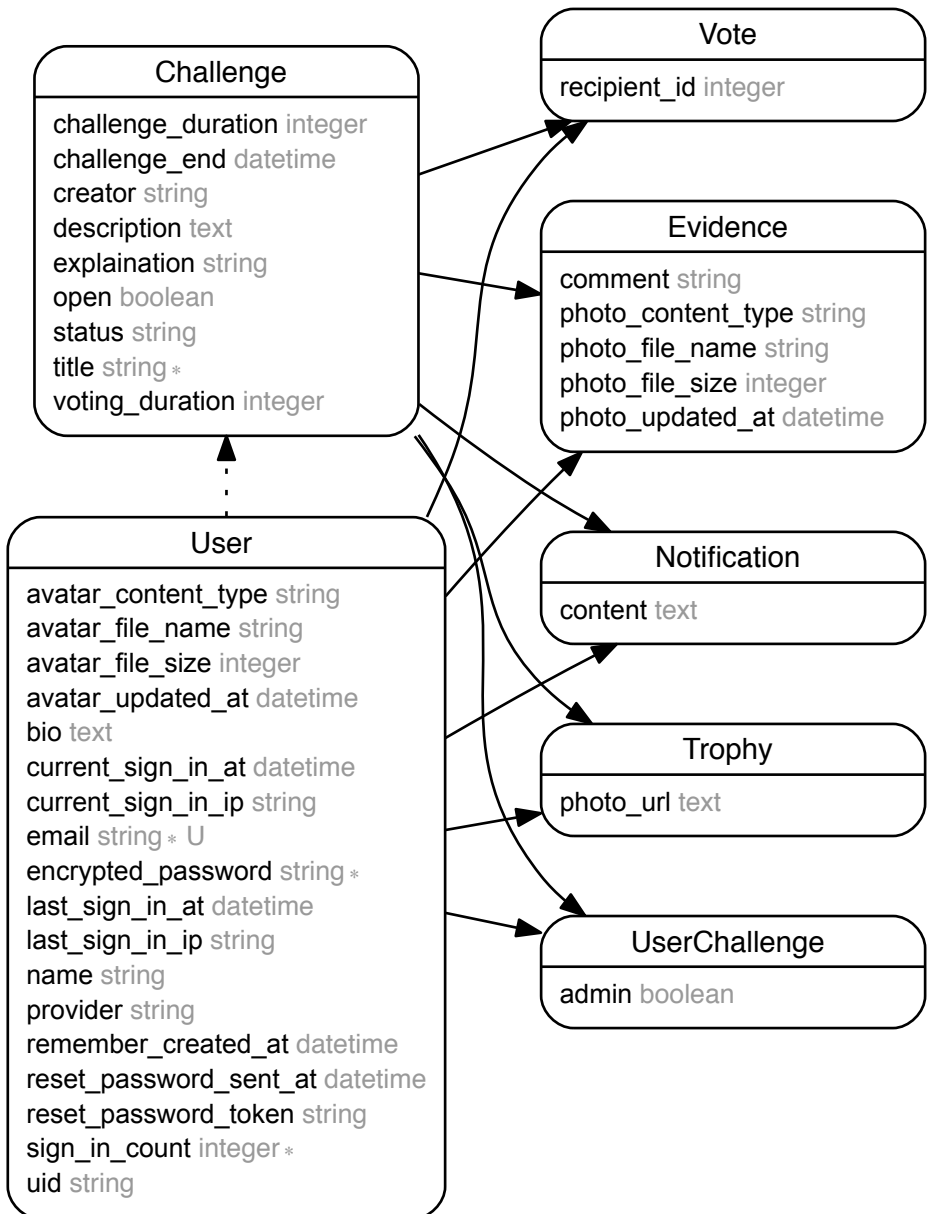 Challenge
challenge_duration integer
challenge_end datetime
creator string
description text
explaination string
open boolean
status string
title string *
voting_duration integer
User
avatar_content_type string
avatar_file_name string
avatar_file_size integer
avatar_updated_at datetime
bio text
current_sign_in_at datetime
current_sign_in_ip string
email string * U
encrypted_password string *
last_sign_in_at datetime
last_sign_in_ip string
name string
provider string
remember_created_at datetime
reset_password_sent_at datetime
reset_password_token string
sign_in_count integer *
uid string
Vote
recipient_id integer
Evidence
comment string
photo_content_type string
photo_file_name string
photo_file_size integer
photo_updated_at datetime
Notification
content text
Trophy
photo_url text
UserChallenge
admin boolean